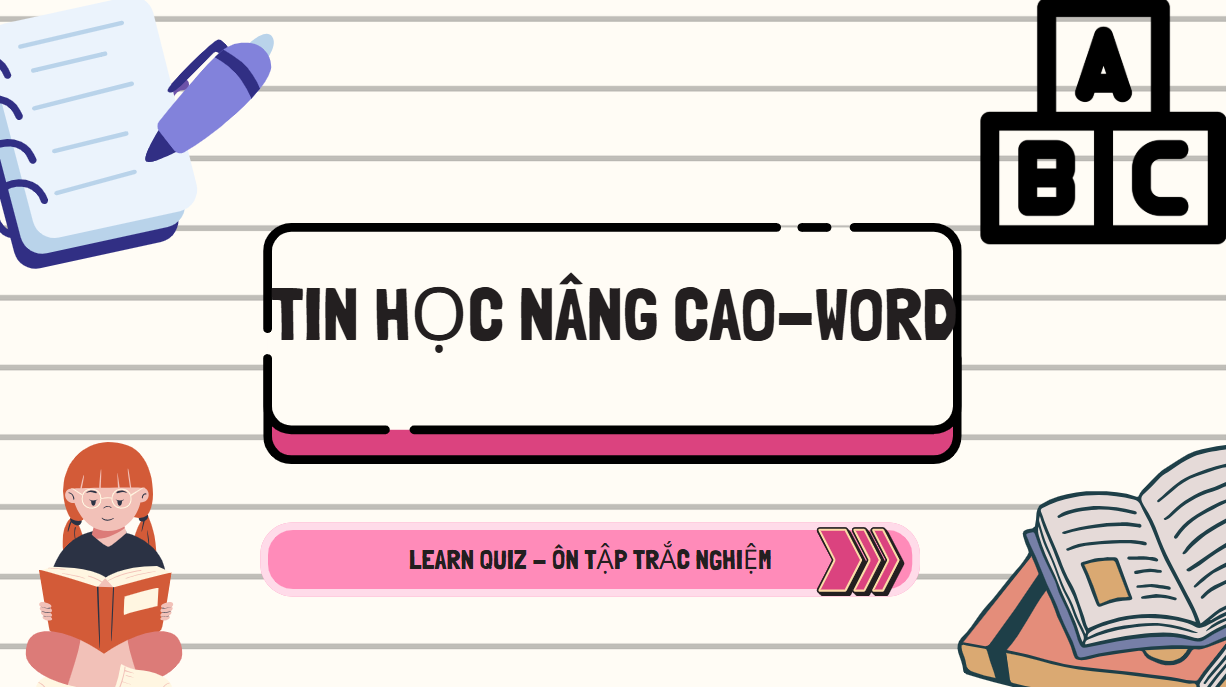 A
B C
TIN HỌC NÂNG CAO-WORD
LEARN QUIZ - ÔN TẬP TRẮC NGHIỆM